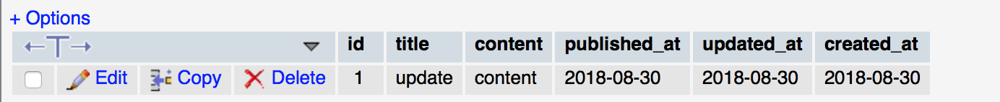 + Options
id title content published_at updated_at created_at
Edit Copy Delete 1 update content 2018-08-30 2018-08-30 2018-08-30